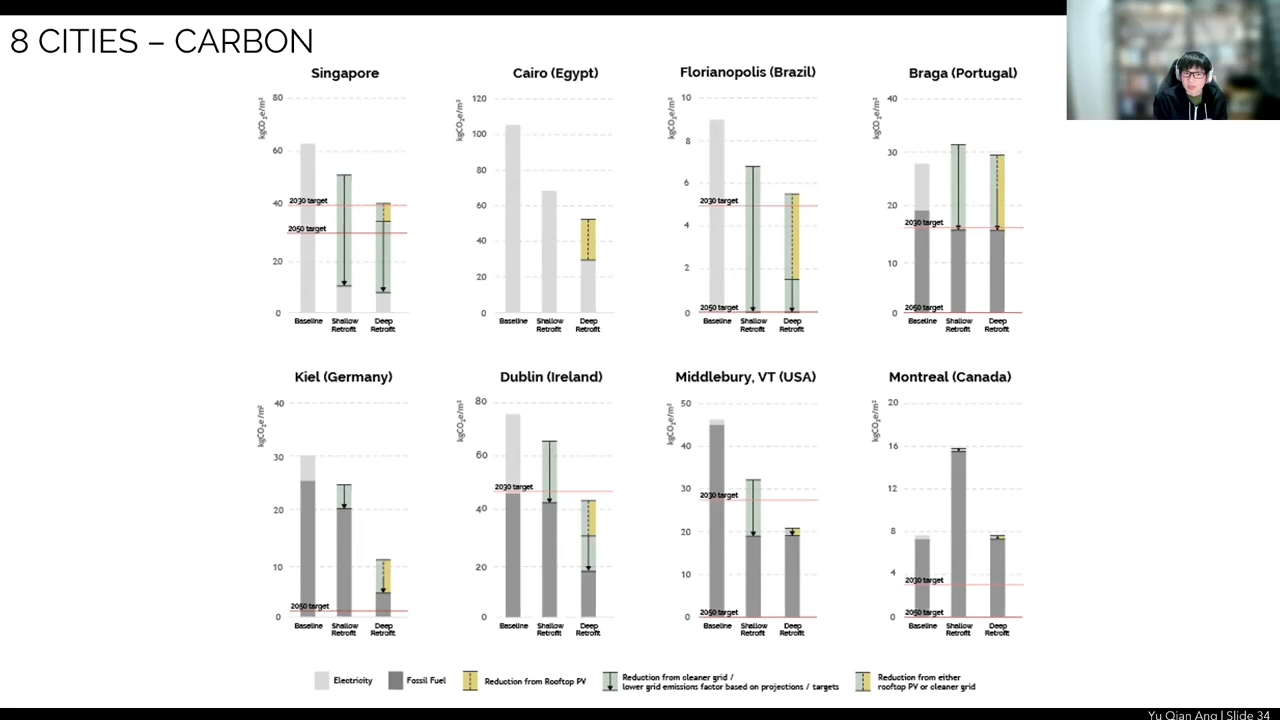 8 CITIES – CARBON
Singapore
kgCO₂e/m²
80
60
40
20
0
2030 target
2050 target
Baseline
Shallow
Retrofit
Deep
Retrofit
Cairo (Egypt)
kgCO₂e/m²
120
100
80
60
40
20
0
Baseline
Shallow
Retrofit
Deep
Retrofit
Florianopolis (Brazil)
kgCO₂e/m²
10
8
6
4
2
0
2030 target
2050 target
Baseline
Shallow
Retrofit
Deep
Retrofit
Braga (Portugal)
kgCO₂e/m²
40
30
20
10
0
2030 target
2050 target
Baseline
Shallow
Retrofit
Deep
Retrofit
Kiel (Germany)
kgCO₂e/m²
40
30
20
10
0
2050 target
Baseline
Shallow
Retrofit
Deep
Retrofit
Dublin (Ireland)
kgCO₂e/m²
80
60
40
20
0
2030 target
Baseline
Shallow
Retrofit
Deep
Retrofit
Middlebury, VT (USA)
kgCO₂e/m²
50
40
30
20
10
0
2030 target
2050 target
Baseline
Shallow
Retrofit
Deep
Retrofit
Montreal (Canada)
kgCO₂e/m²
20
16
12
8
4
0
2030 target
2050 target
Baseline
Shallow
Retrofit
Deep
Retrofit
Electricity
Fossil Fuel
Reduction from Rooftop PV
Reduction from cleaner grid /
lower grid emissions factor based on projections / targets
Reduction from either
rooftop PV or cleaner grid
Yu Qian Ang | Slide 34